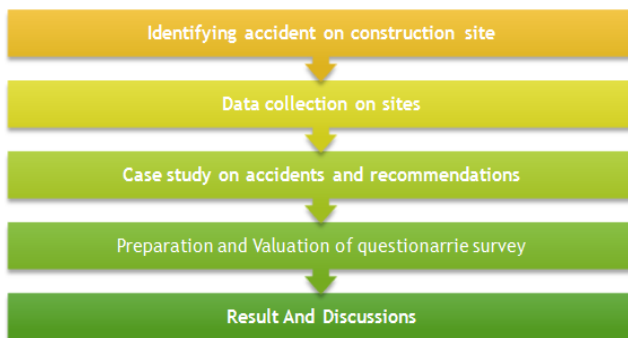 Identifying accident on construction site
Data collection on sites
Case study on accidents and recommendations
Preparation and Valuation of questionarrie survey
Result And Discussions